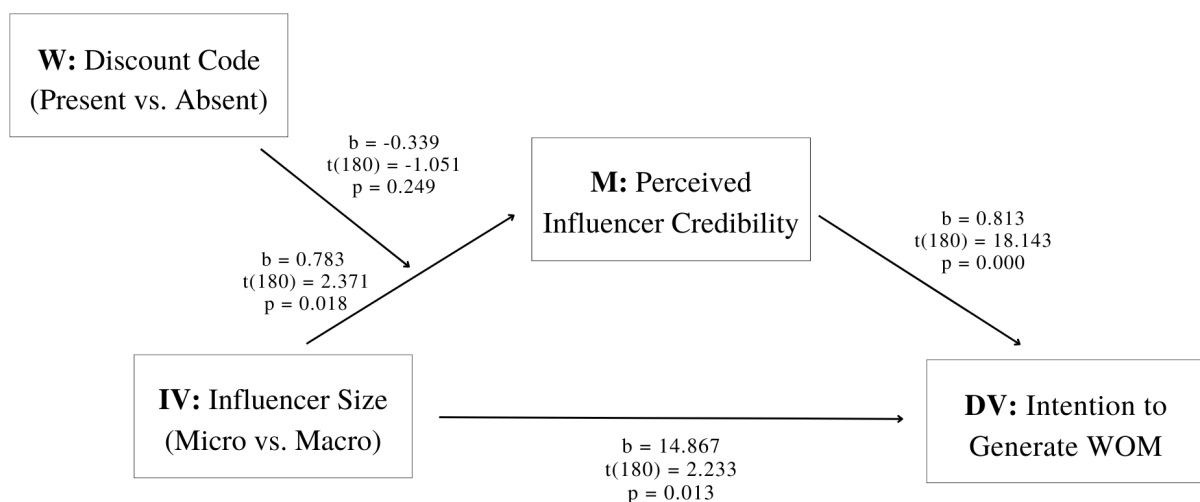 W: Discount Code
(Present vs. Absent)
b = -0.339
t(180) = -1.051
p = 0.249
M: Perceived
Influencer Credibility
b = 0.813
t(180) = 18.143
p = 0.000
b = 0.783
t(180) = 2.371
p = 0.018
IV: Influencer Size
(Micro vs. Macro)
DV: Intention to
Generate WOM
b = 14.867
t(180) = 2.233
p = 0.013